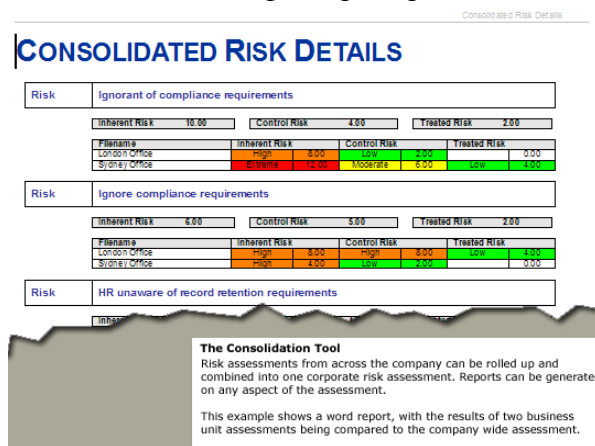 Consolidated Risk Details
CONSOLIDATED RISK DETAILS
Risk Ignorant of compliance requirements
Inherent Risk 10.00 Control Risk 4.00 Treated Risk 2.00
Filename Inherent Risk Control Risk Treated Risk
London Office High 8.00 Low 2.00 0.00
Sydney Office Extreme 12.00 Moderate 6.00 Low 4.00
Risk Ignore compliance requirements
Inherent Risk 6.00 Control Risk 5.00 Treated Risk 2.00
Filename Inherent Risk Control Risk Treated Risk
London Office High 8.00 High 8.00 Low 4.00
Sydney Office High 4.00 Low 2.00 0.00
Risk HR unaware of record retention requirements
The Consolidation Tool
Risk assessments from across the company can be rolled up and
combined into one corporate risk assessment. Reports can be generate
on any aspect of the assessment.
This example shows a word report, with the results of two business
unit assessments being compared to the company wide assessment.